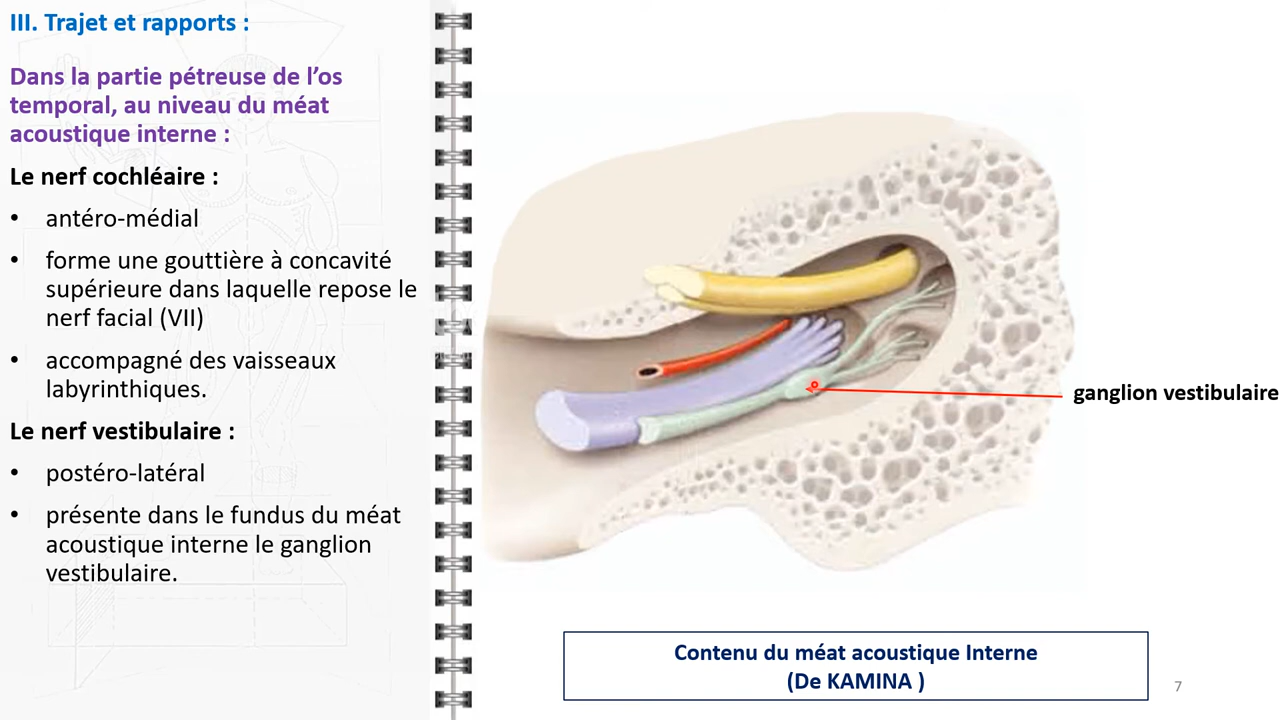 III. Trajet et rapports :
Dans la partie pétreuse de l’os
temporal, au niveau du méat
acoustique interne :
Le nerf cochléaire :
• antéro-médial
• forme une gouttière à concavité
supérieure dans laquelle repose le
nerf facial (VII)
• accompagné des vaisseaux
labyrinthiques.
Le nerf vestibulaire :
• postéro-latéral
• présente dans le fundus du méat
acoustique interne le ganglion
vestibulaire.
ganglion vestibulaire
Contenu du méat acoustique Interne
(De KAMINA )
7